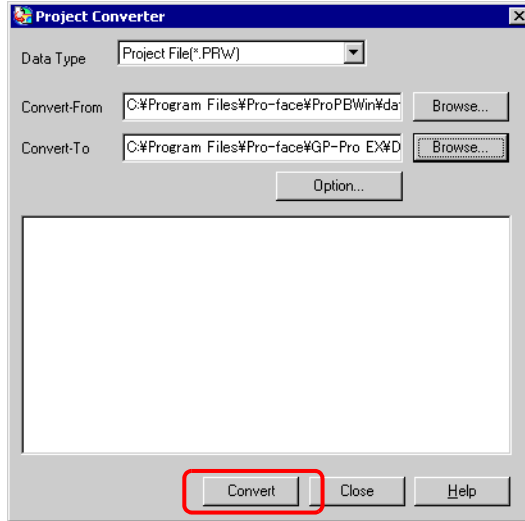 Project Converter
Data Type Project File(*.PRW)
Convert-From C:¥Program Files¥Pro-face¥ProPBWin¥da Browse...
Convert-To C:¥Program Files¥Pro-face¥GP-Pro EX¥D Browse...
Option...
Convert Close Help